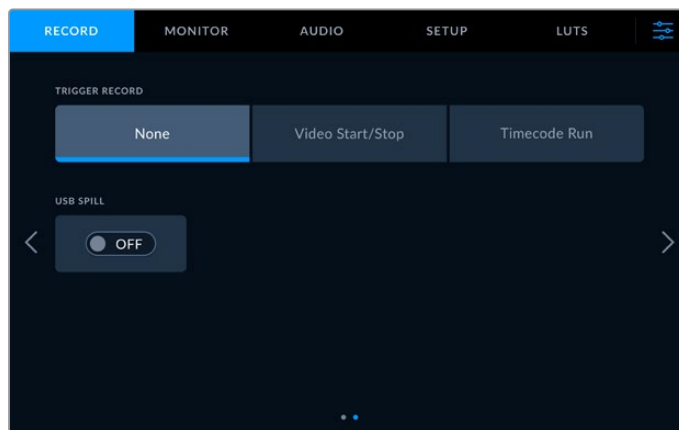 RECORD MONITOR AUDIO SETUP LUTS
TRIGGER RECORD
None Video Start/Stop Timecode Run
USB SPILL
OFF